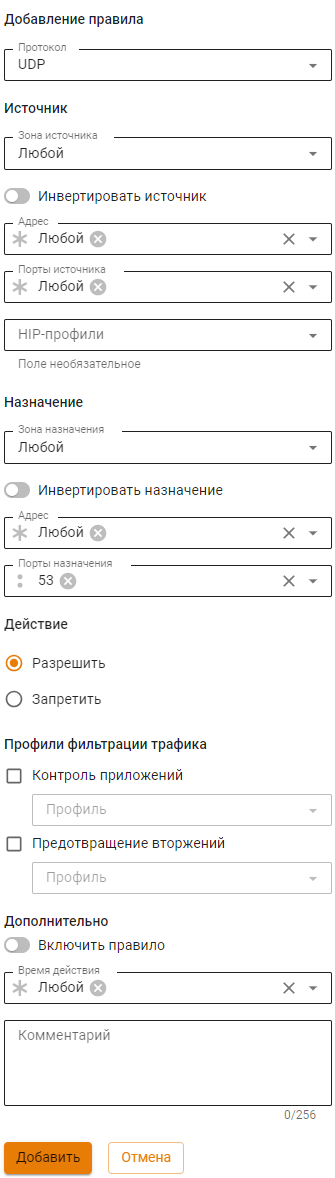 Добавление правила
Протокол
UDP
Источник
Зона источника
Любой
Инвертировать источник
Адрес
Любой
Порты источника
Любой
HIP-профили
Поле необязательное
Назначение
Зона назначения
Любой
Инвертировать назначение
Адрес
Любой
Порты назначения
53
Действие
Разрешить
Запретить
Профили фильтрации трафика
Контроль приложений
Профиль
Предотвращение вторжений
Профиль
Дополнительно
Включить правило
Время действия
Любой
Комментарий
0/256
Добавить Отмена